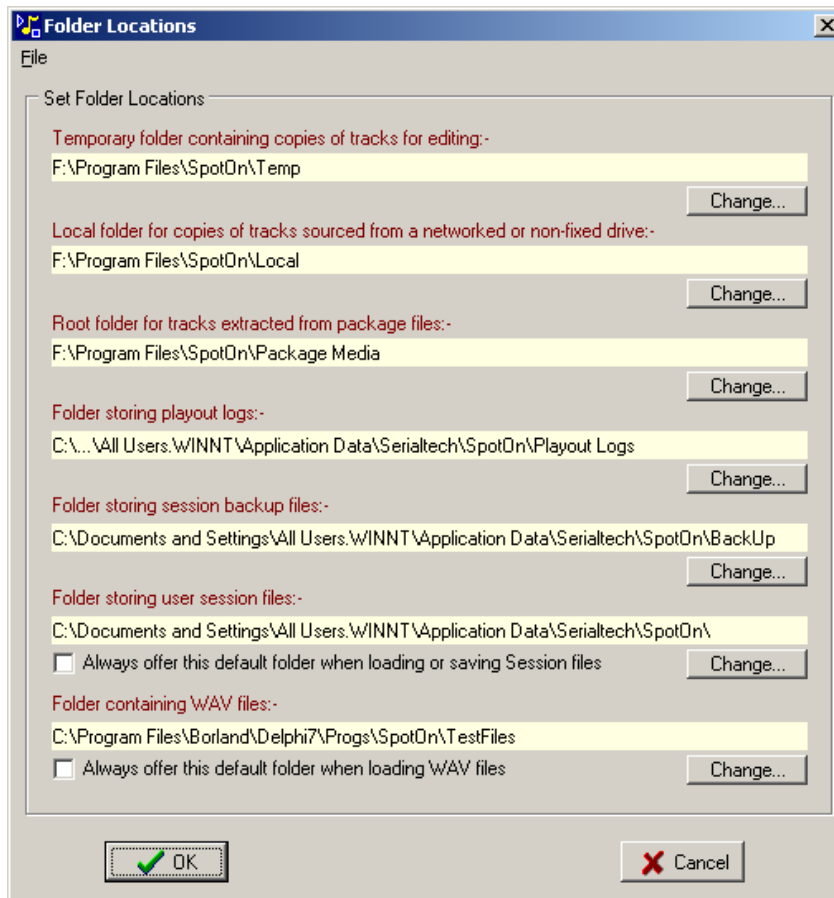 Folder Locations
File
Set Folder Locations
Temporary folder containing copies of tracks for editing:-
F:\Program Files\SpotOn\Temp
Change...
Local folder for copies of tracks sourced from a networked or non-fixed drive:-
F:\Program Files\SpotOn\Local
Change...
Root folder for tracks extracted from package files:-
F:\Program Files\SpotOn\Package Media
Change...
Folder storing playout logs:-
C:\...\All Users.WINNT\Application Data\Serialtech\SpotOn\Playout Logs
Change...
Folder storing session backup files:-
C:\Documents and Settings\All Users.WINNT\Application Data\Serialtech\SpotOn\BackUp
Change...
Folder storing user session files:-
C:\Documents and Settings\All Users.WINNT\Application Data\Serialtech\SpotOn\
Always offer this default folder when loading or saving Session files
Change...
Folder containing WAV files:-
C:\Program Files\Borland\Delphi7\Progs\SpotOn\TestFiles
Always offer this default folder when loading WAV files
Change...
OK
Cancel